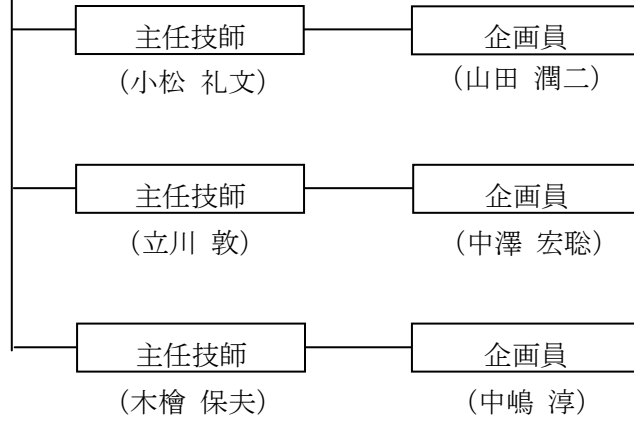 主任技師 企画員
(小松 礼文) (山田 潤二)
主任技師 企画員
(立川 敦) (中澤 宏聡)
主任技師 企画員
(木檜 保夫) (中嶋 淳)